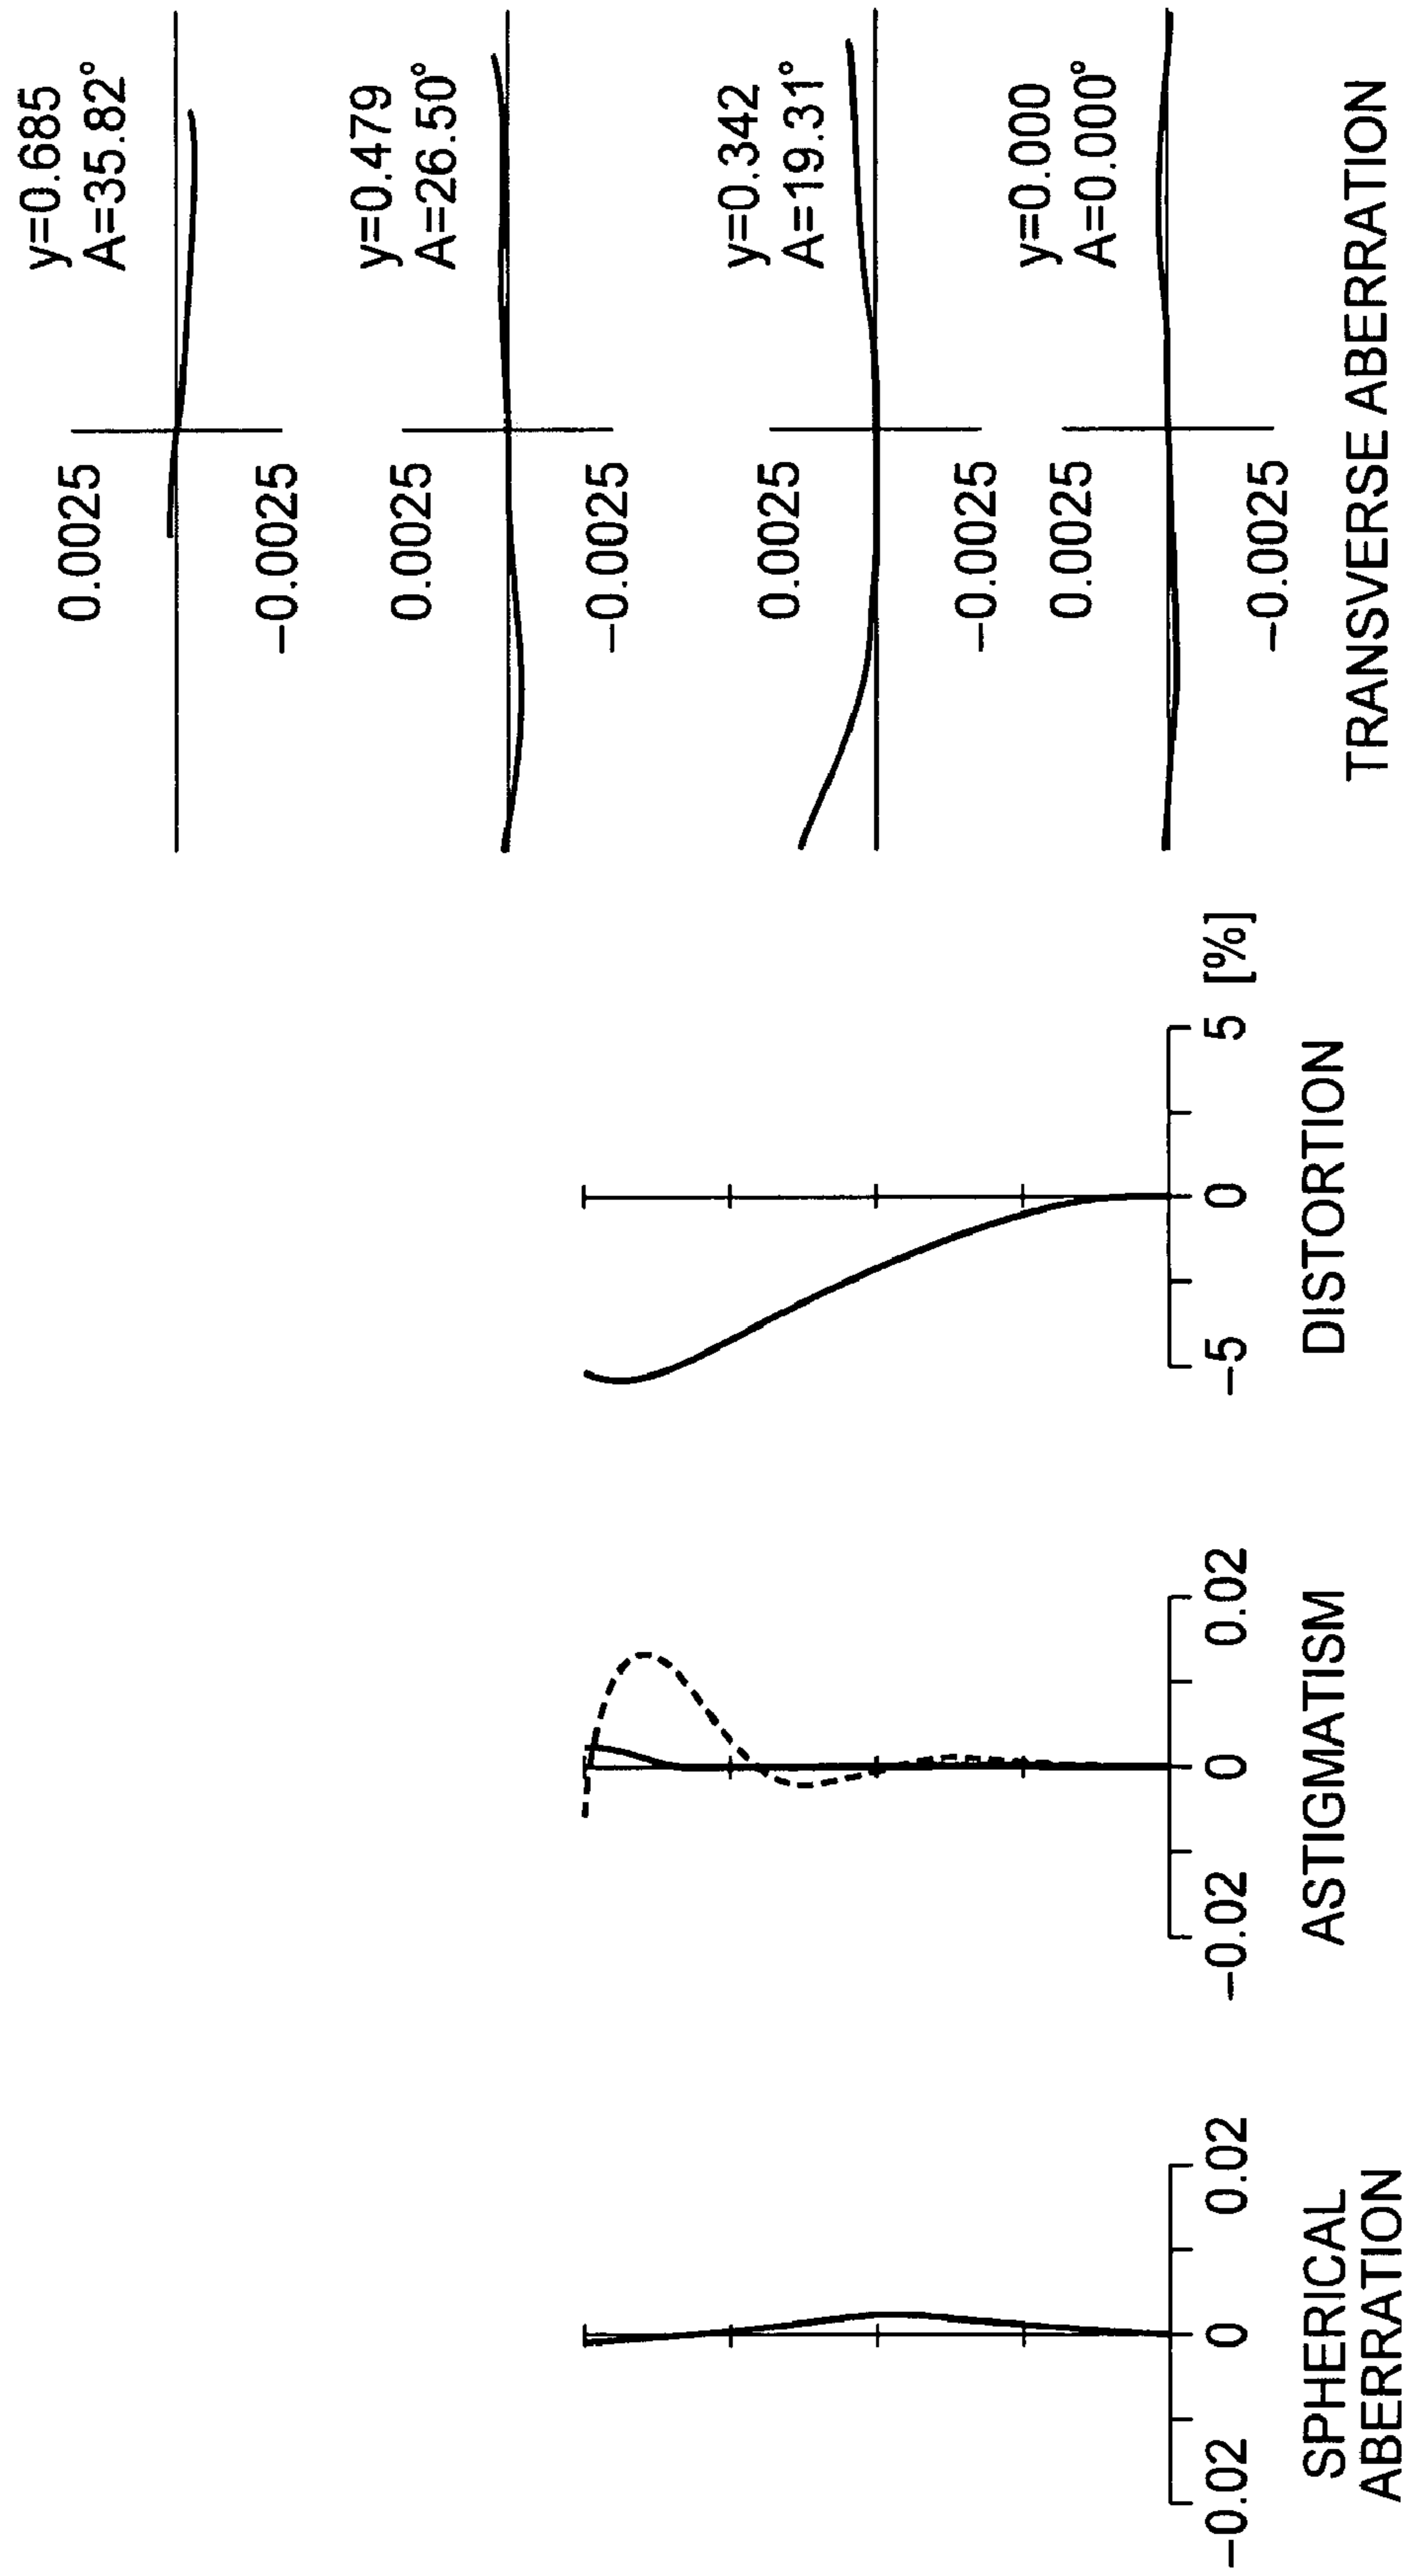 −0.02 0 0.02
SPHERICAL
ABERRATION
−0.02 0 0.02
ASTIGMATISM
−5 0 5 [%]
DISTORTION
y=0.685
A=35.82°
0.0025
−0.0025
y=0.479
A=26.50°
0.0025
−0.0025
y=0.342
A=19.31°
0.0025
−0.0025
y=0.000
A=0.000°
0.0025
−0.0025
TRANSVERSE ABERRATION